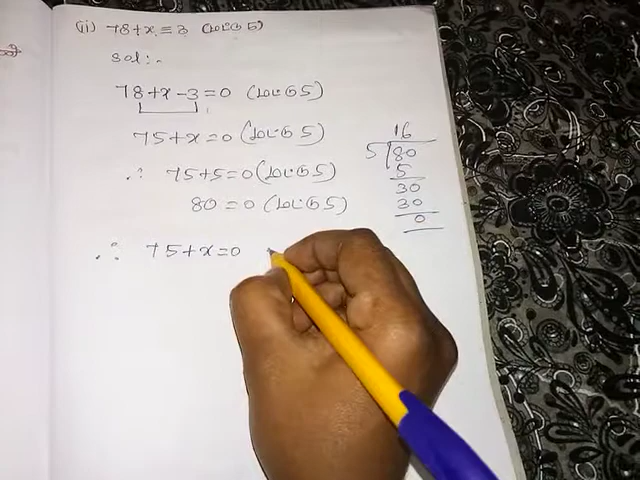 (ii) 78+x ≡ 3 (மட்டு 5)
sol:-
78+x-3=0 (மட்டு 5)
75+x=0 (மட்டு 5)
∴ 75+5=0 (மட்டு 5)
80=0 (மட்டு 5)
∴ 75+x=0
16
5 80
5
30
30
0